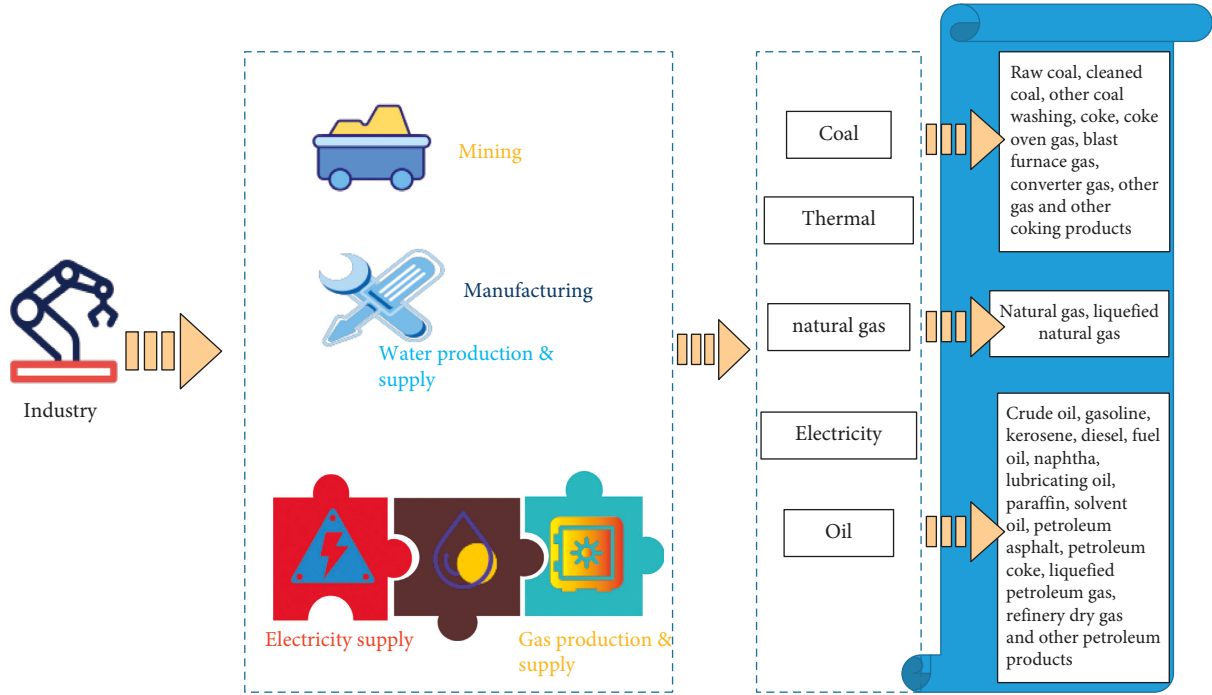 Industry
Mining
Manufacturing
Water production &
supply
Electricity supply
Gas production &
supply
Coal
Thermal
natural gas
Electricity
Oil
Raw coal, cleaned
coal, other coal
washing, coke, coke
oven gas, blast
furnace gas,
converter gas, other
gas and other
coking products
Natural gas, liquefied
natural gas
Crude oil, gasoline,
kerosene, diesel, fuel
oil, naphtha,
lubricating oil,
paraffin, solvent
oil, petroleum
asphalt, petroleum
coke, liquefied
petroleum gas,
refinery dry gas
and other petroleum
products